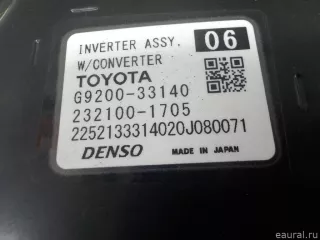 INVERTER ASSY. 06
W/CONVERTER
TOYOTA
G9200-33140
232100-1705
2252133314020J080071
DENSO MADE IN JAPAN
© eaural.ru